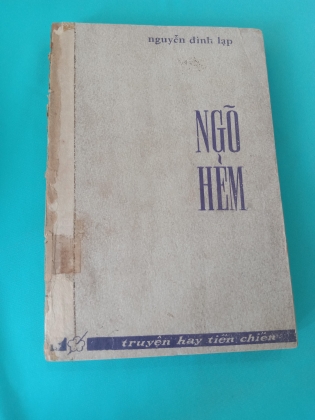 nguyễn đình lạp
NGÕ
HẺM
truyện hay tiền chiến